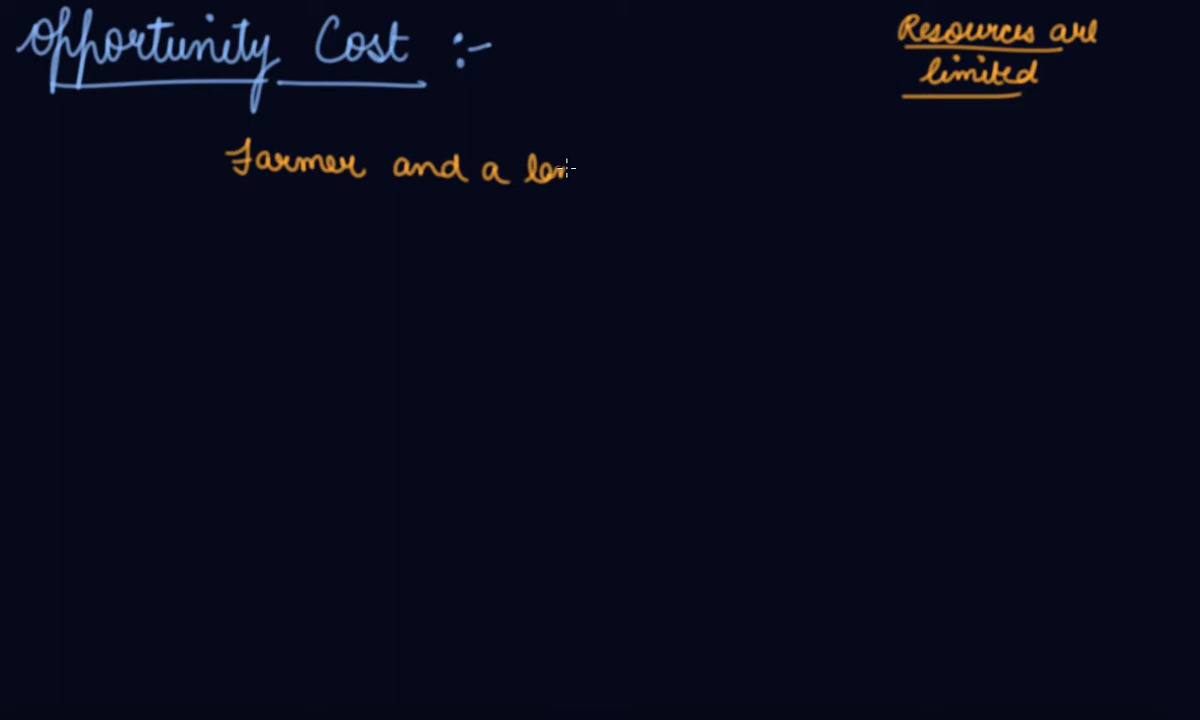 Opportunity Cost :-
Resources are
limited
Farmer and a